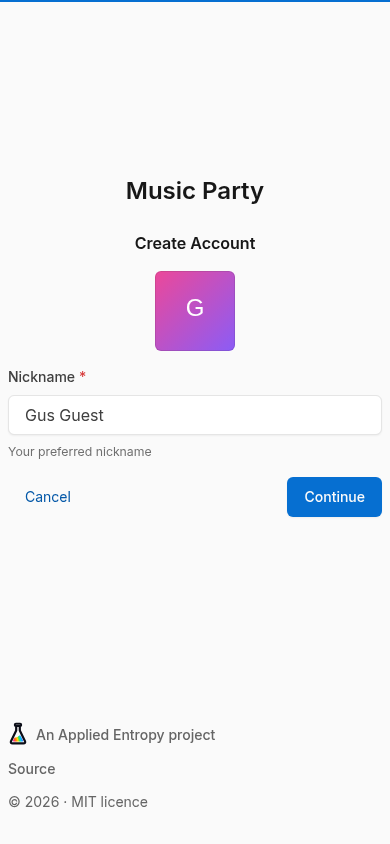 Music Party
Create Account
G
Nickname *
Gus Guest
Your preferred nickname
Cancel
Continue
An Applied Entropy project
Source
© 2026 · MIT licence